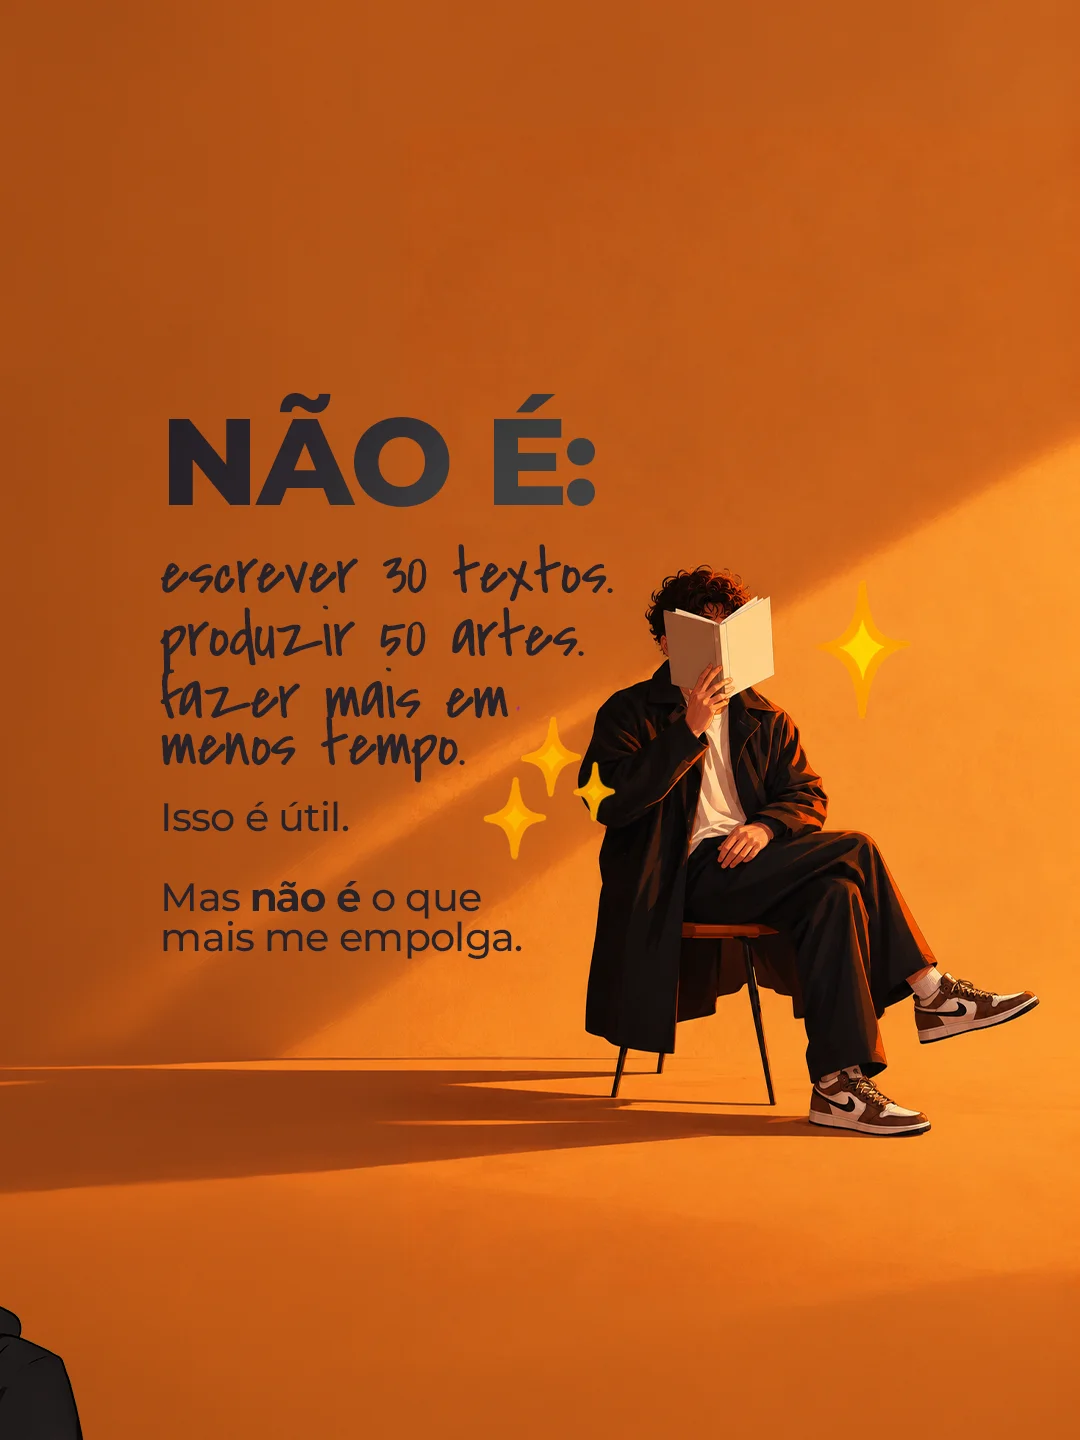 NÃO É:
escrever 30 textos.
produzir 50 artes.
fazer mais em
menos tempo.
Isso é útil.
Mas não é o que
mais me empolga.